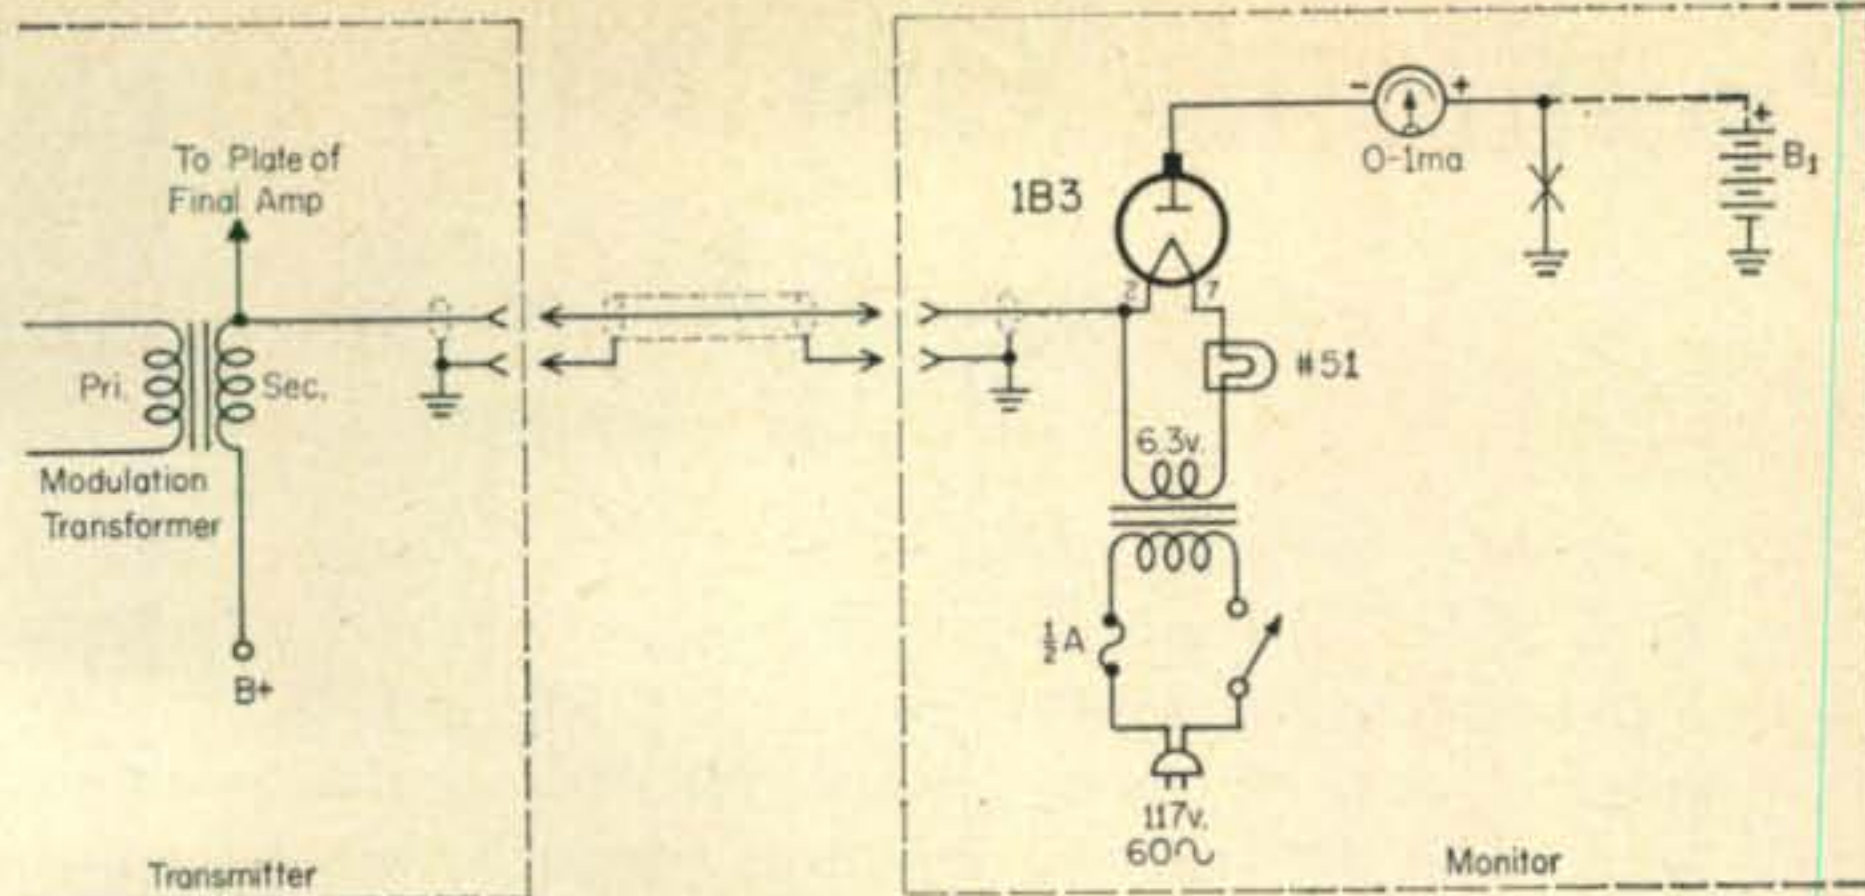 To Plate of
Final Amp
Pri.
Sec.
Modulation
Transformer
B+
Transmitter
1B3
2
7
#51
6.3v.
½A
117v.
60∿
-
+
0-1ma
+
B₁
Monitor